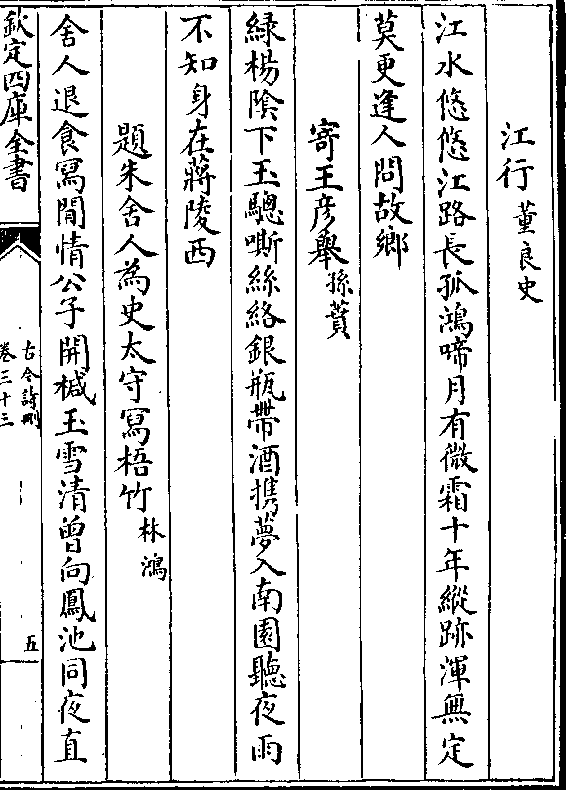 江行 董良史
江水悠悠江路長孤鴻啼月有微霜十年縱跡渾無定
莫更逢人問故鄉
寄王彦舉 孫蕡
緑楊隂下玉驄嘶絲絡銀瓶帶酒携夢入南園聽夜雨
不知身在蔣陵西
題朱舍人為史太守寫梧竹 林鴻
舍人退食寫閒情公子開椷玉雪清曾向鳳池同夜直
欽定四庫全書
古今詩刪
卷三十三
五